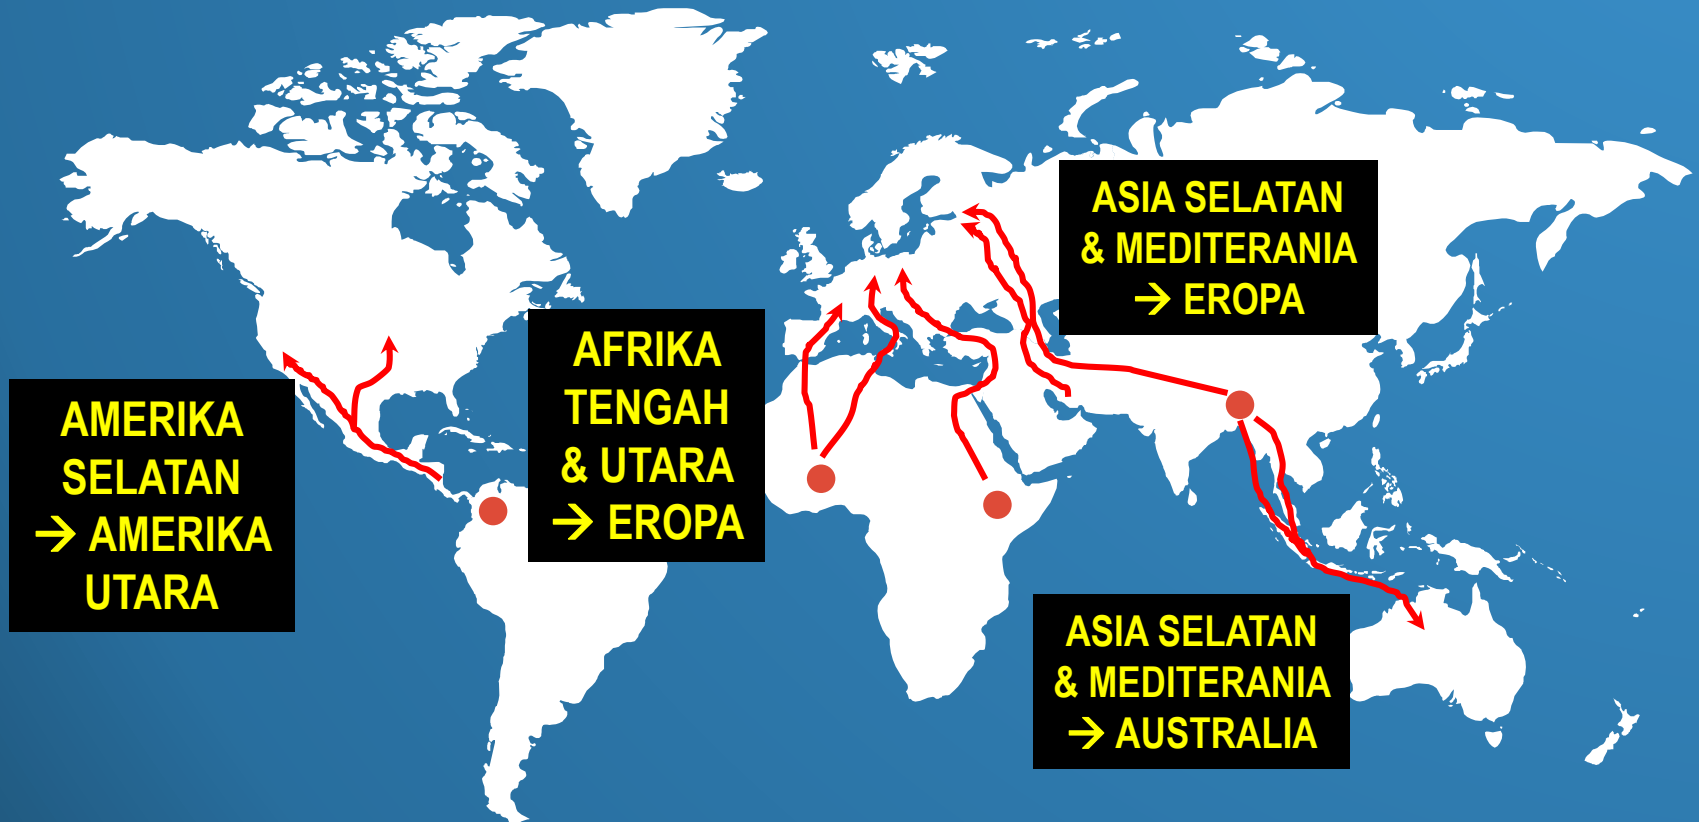 AMERIKA
SELATAN
→ AMERIKA
UTARA
AFRIKA
TENGAH
& UTARA
→ EROPA
ASIA SELATAN
& MEDITERANIA
→ EROPA
ASIA SELATAN
& MEDITERANIA
→ AUSTRALIA